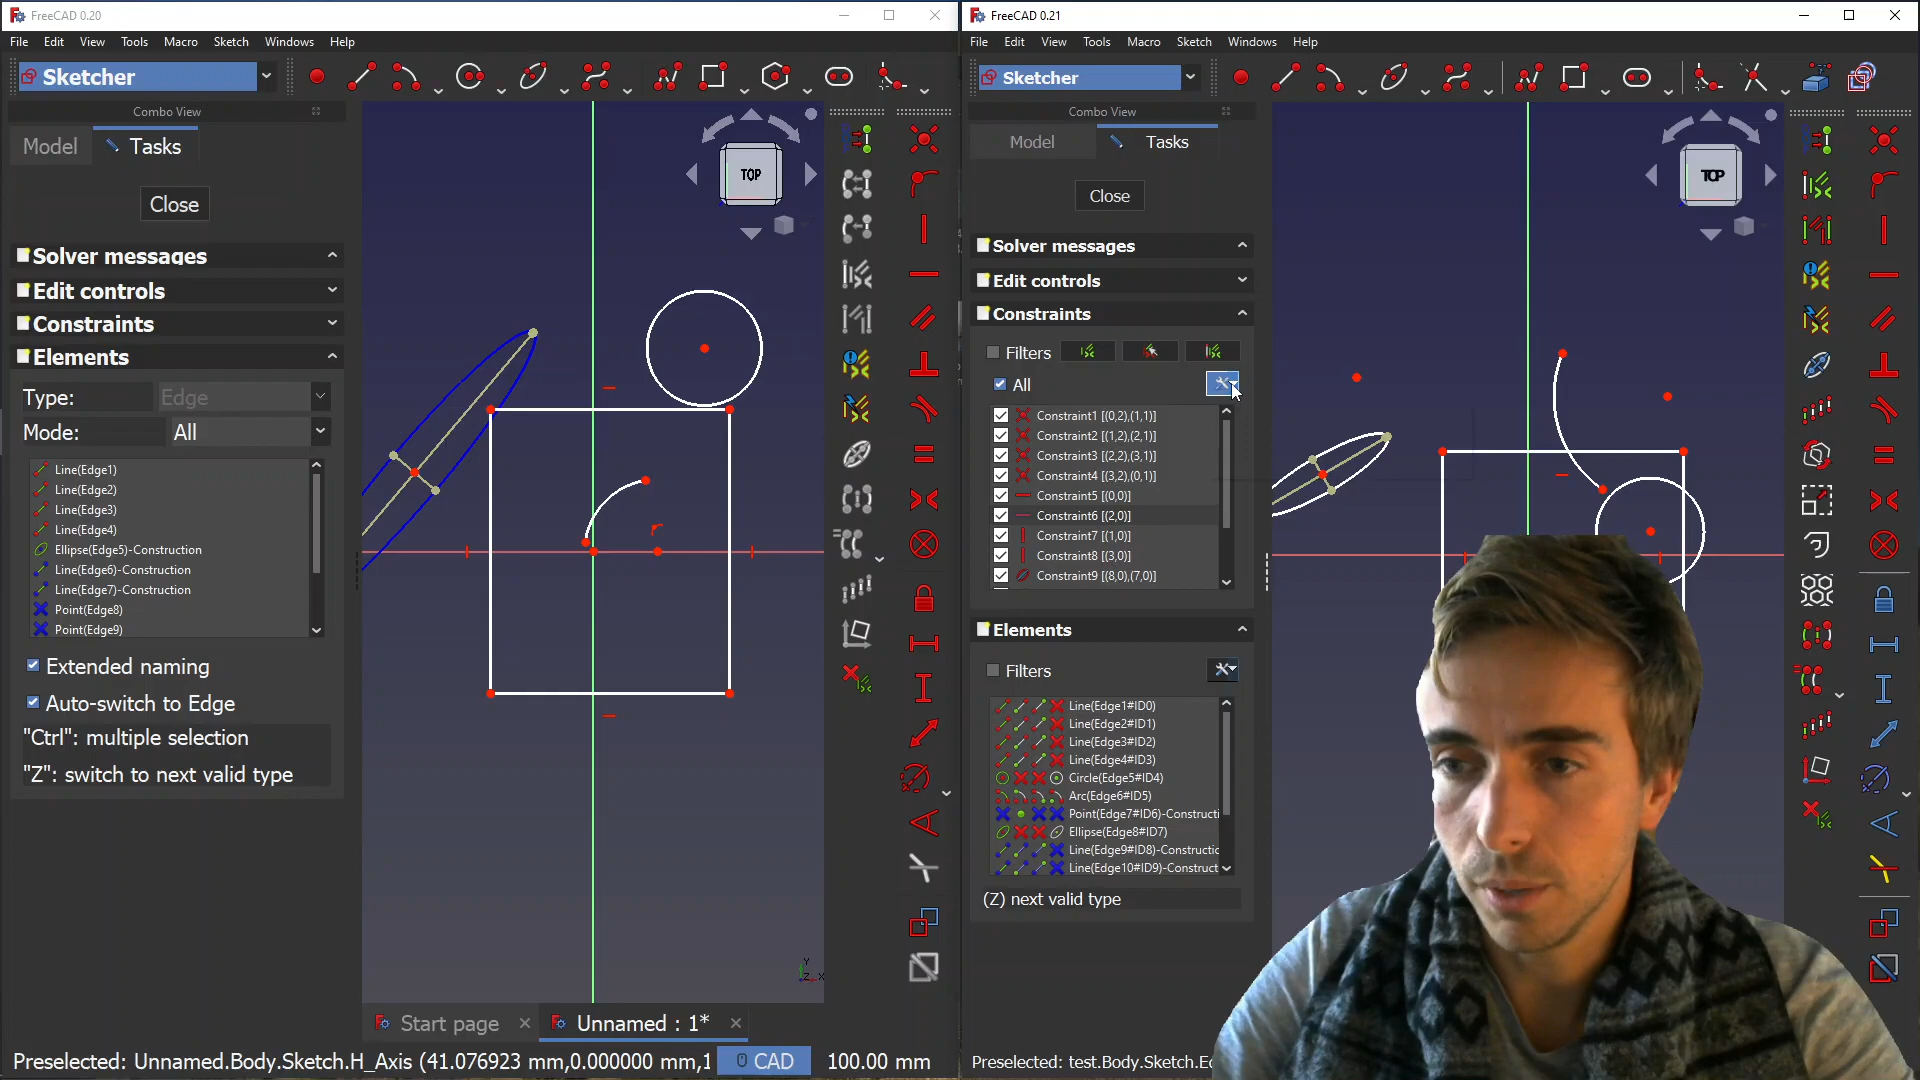 FreeCAD 0.20
File Edit View Tools Macro Sketch Windows Help
Sketcher
Combo View
Model Tasks
Close
Solver messages
Edit controls
Constraints
Elements
Type: Edge
Mode: All
Line(Edge1)
Line(Edge2)
Line(Edge3)
Line(Edge4)
Ellipse(Edge5)-Construction
Line(Edge6)-Construction
Line(Edge7)-Construction
Point(Edge8)
Point(Edge9)
Extended naming
Auto-switch to Edge
"Ctrl": multiple selection
"Z": switch to next valid type
TOP
Y
Z X
Start page
Unnamed : 1*
Preselected: Unnamed.Body.Sketch.H_Axis (41.076923 mm,0.000000 mm,1
CAD
100.00 mm
FreeCAD 0.21
File Edit View Tools Macro Sketch Windows Help
Sketcher
Combo View
Model Tasks
Close
Solver messages
Edit controls
Constraints
Filters
All
Constraint1 [(0,2),(1,1)]
Constraint2 [(1,2),(2,1)]
Constraint3 [(2,2),(3,1)]
Constraint4 [(3,2),(0,1)]
Constraint5 [(0,0)]
Constraint6 [(2,0)]
Constraint7 [(1,0)]
Constraint8 [(3,0)]
Constraint9 [(8,0),(7,0)]
Elements
Filters
Line(Edge1#ID0)
Line(Edge2#ID1)
Line(Edge3#ID2)
Line(Edge4#ID3)
Circle(Edge5#ID4)
Arc(Edge6#ID5)
Point(Edge7#ID6)-Constructi
Ellipse(Edge8#ID7)
Line(Edge9#ID8)-Constructic
Line(Edge10#ID9)-Construct
(Z) next valid type
TOP
Preselected: test.Body.Sketch.Ec